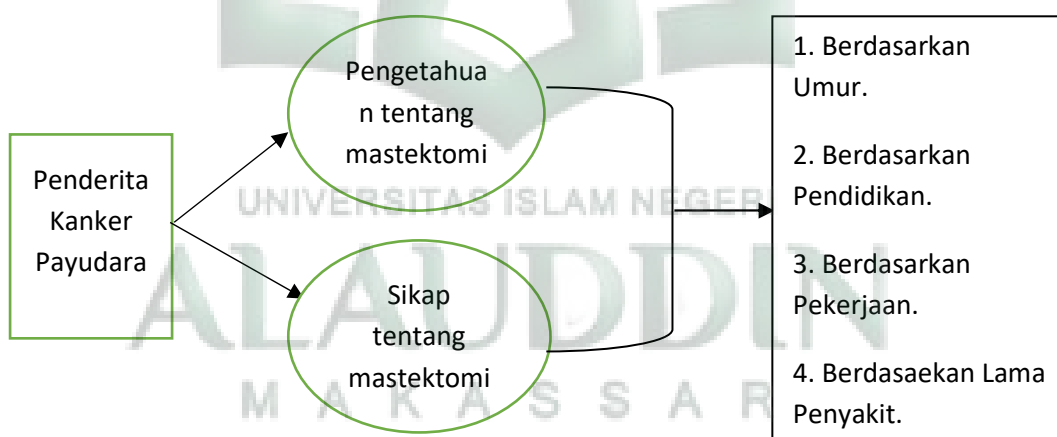 Penderita
Kanker
Payudara
Pengetahua
n tentang
mastektomi
Sikap
tentang
mastektomi
1. Berdasarkan
Umur.
2. Berdasarkan
Pendidikan.
3. Berdasarkan
Pekerjaan.
4. Berdasaekan Lama
Penyakit.
UNIVERSITAS ISLAM NEGERI
ALAUDDIN
MAKASSAR